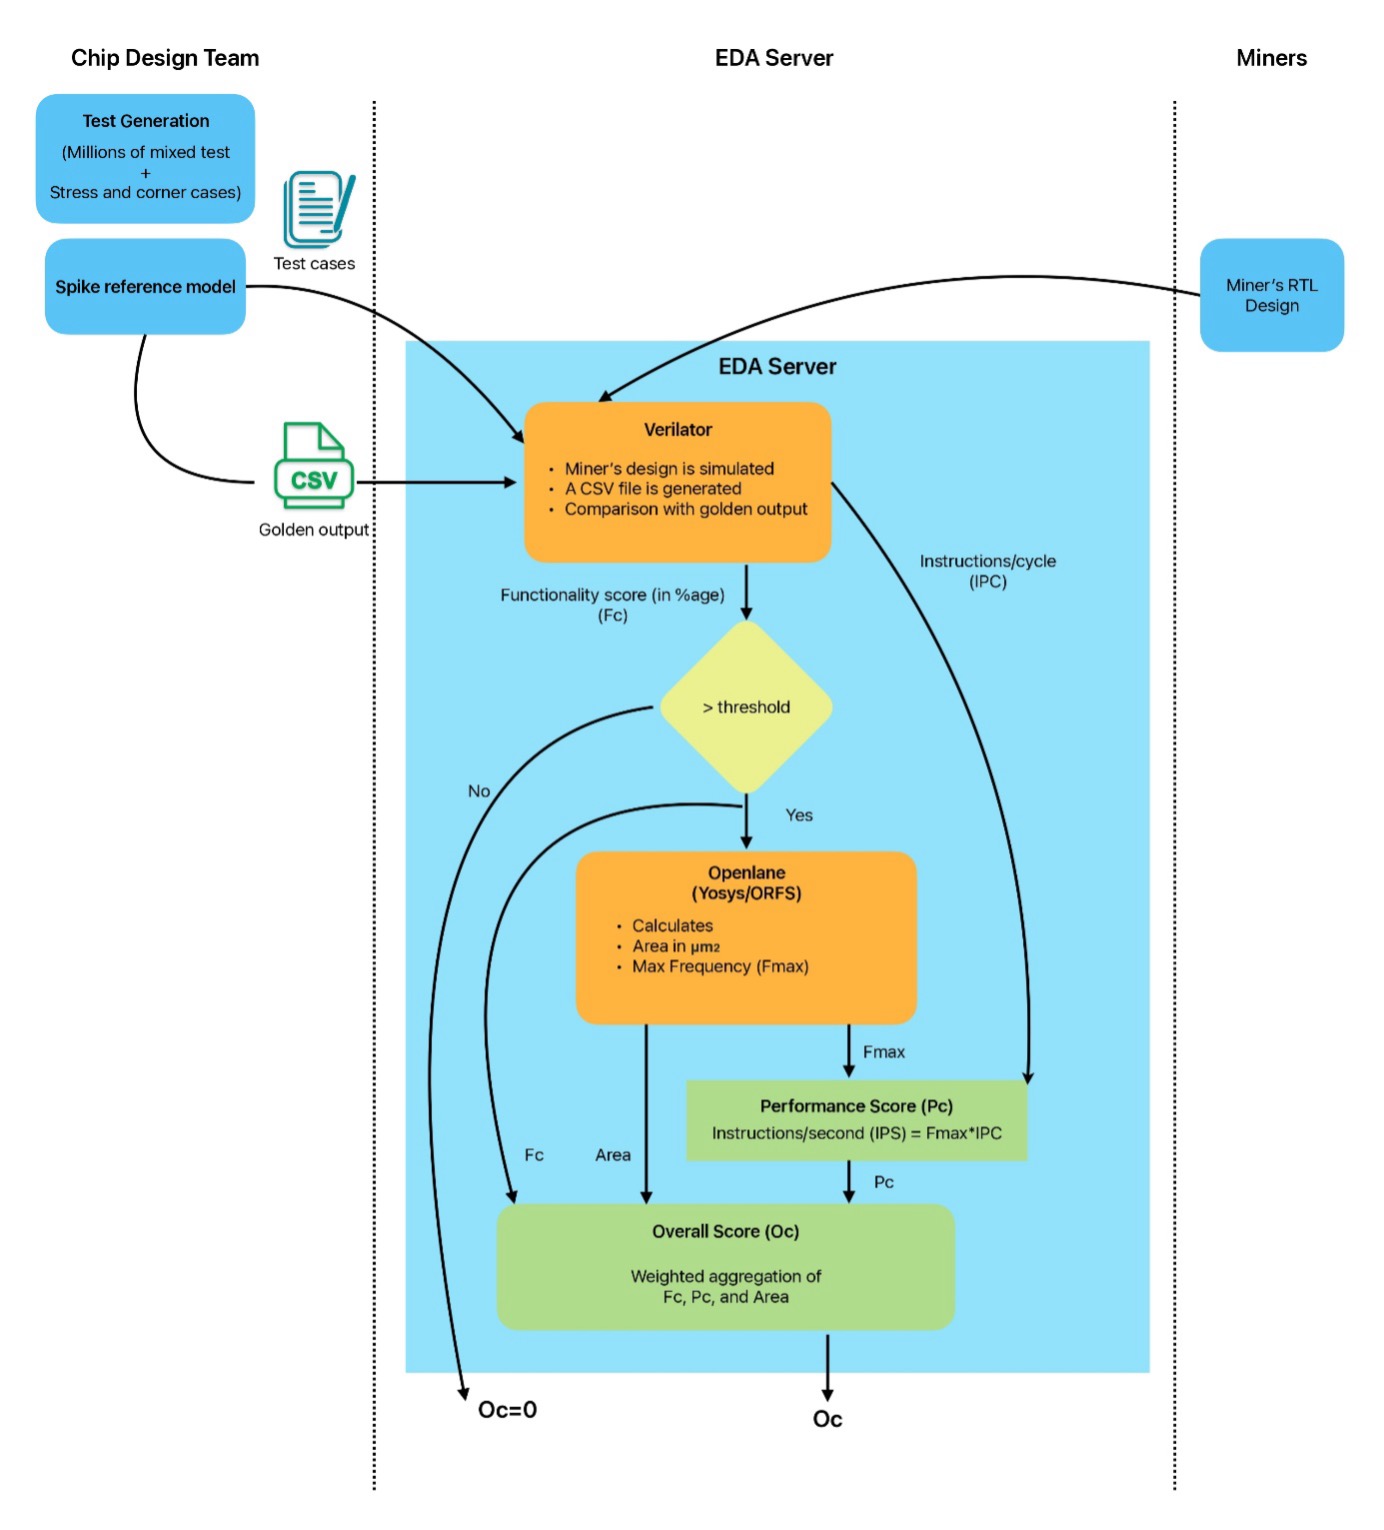 Chip Design Team
EDA Server
Miners
Test Generation
(Millions of mixed test
+
Stress and corner cases)
Test cases
Spike reference model
Miner’s RTL
Design
EDA Server
Verilator
• Miner’s design is simulated
• A CSV file is generated
• Comparison with golden output
CSV
Golden output
Instructions/cycle
(IPC)
Functionality score (in %age)
(Fc)
> threshold
No
Yes
Openlane
(Yosys/ORFS)
• Calculates
• Area in μm2
• Max Frequency (Fmax)
Fmax
Performance Score (Pc)
Instructions/second (IPS) = Fmax*IPC
Fc
Area
Pc
Overall Score (Oc)
Weighted aggregation of
Fc, Pc, and Area
Oc=0
Oc